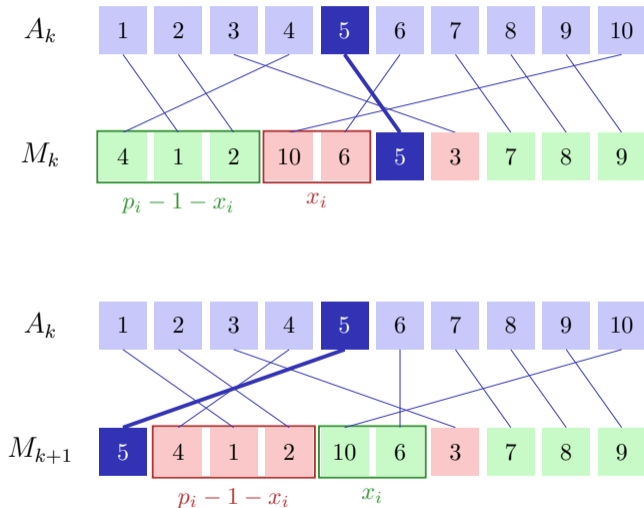 A_k 1 2 3 4 5 6 7 8 9 10
M_k 4 1 2 10 6 5 3 7 8 9
p_i − 1 − x_i x_i
A_k 1 2 3 4 5 6 7 8 9 10
M_{k+1} 5 4 1 2 10 6 3 7 8 9
p_i − 1 − x_i x_i